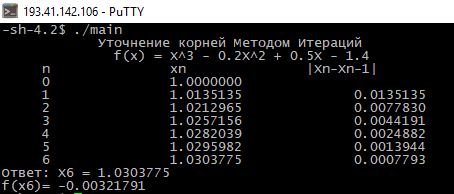 193.41.142.106 - PuTTY
-sh-4.2$ ./main
Уточнение корней Методом Итераций
f(x) = X^3 - 0.2X^2 + 0.5X - 1.4
n xn |Xn-Xn-1|
0 1.0000000
1 1.0135135 0.0135135
2 1.0212965 0.0077830
3 1.0257156 0.0044191
4 1.0282039 0.0024882
5 1.0295982 0.0013944
6 1.0303775 0.0007793
Ответ: X6 = 1.0303775
f(x6)= -0.00321791